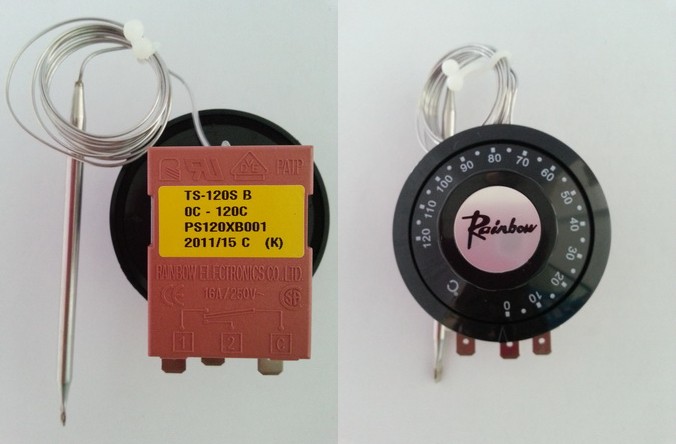 PATP
TS-120S B
0C - 120C
PS120XB001
2011/15 C (K)
RAINBOW ELECTRONICS CO.LTD.
16A/250V~
1 2 C
Rainbow
0 10 20 30 40 50 60 70 80 90 100 110 120
°C